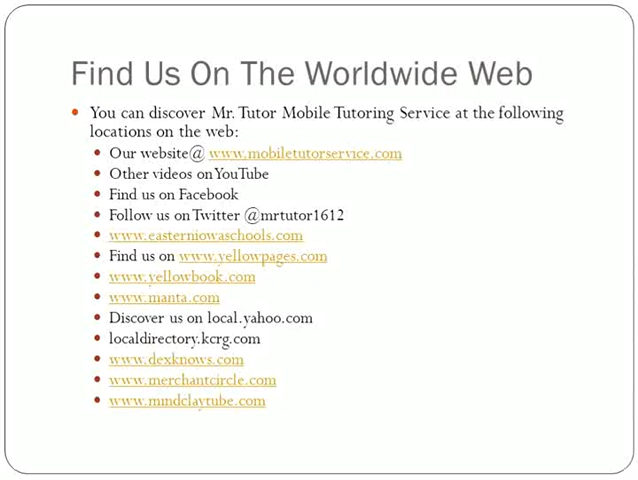 Find Us On The Worldwide Web
• You can discover Mr. Tutor Mobile Tutoring Service at the following
locations on the web:
• Our website@ www.mobiletutorservice.com
• Other videos on YouTube
• Find us on Facebook
• Follow us on Twitter @mrtutor1612
• www.easterniowaschools.com
• Find us on www.yellowpages.com
• www.yellowbook.com
• www.manta.com
• Discover us on local.yahoo.com
• localdirectory.kcrg.com
• www.dexknows.com
• www.merchantcircle.com
• www.mindclaytube.com